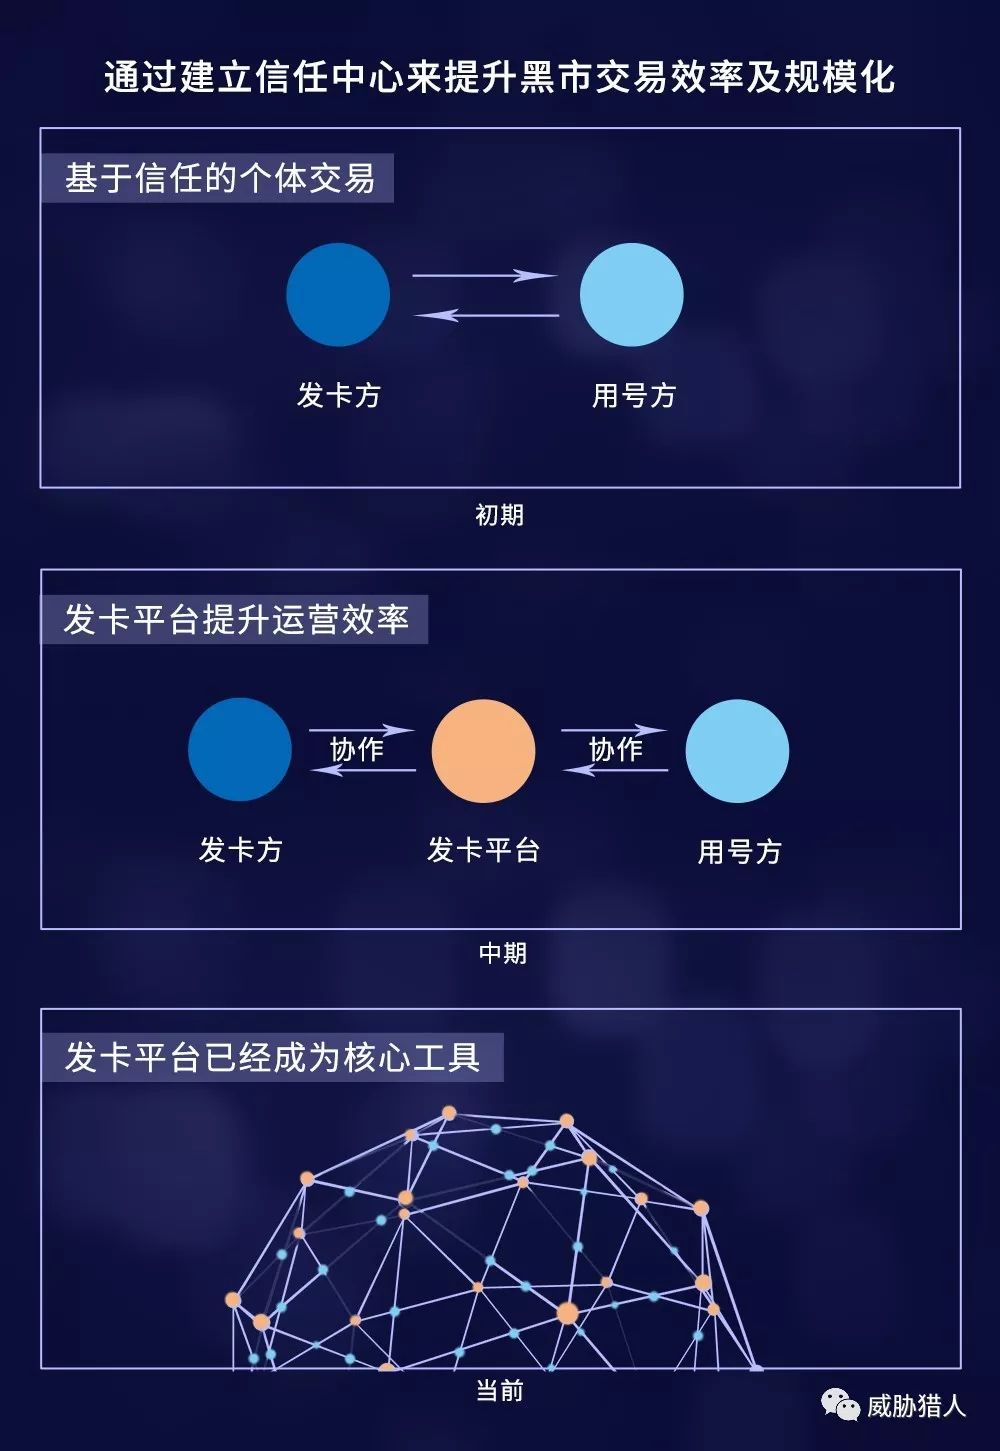 通过建立信任中心来提升黑市交易效率及规模化
基于信任的个体交易
发卡方
用号方
初期
发卡平台提升运营效率
协作
协作
发卡方
发卡平台
用号方
中期
发卡平台已经成为核心工具
当前
威胁猎人